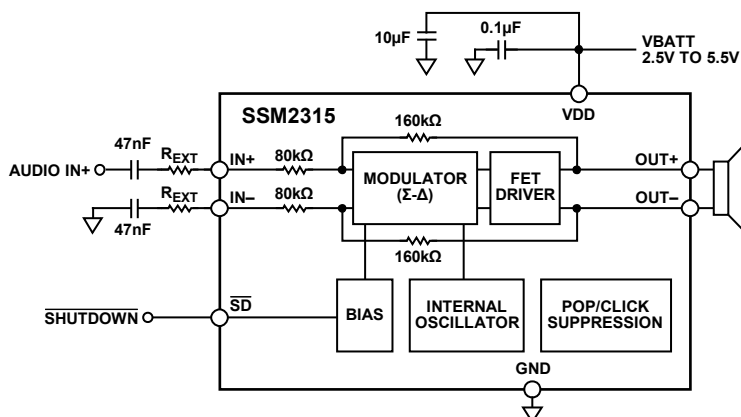 10µF
0.1µF
VBATT
2.5V TO 5.5V
SSM2315
VDD
160kΩ
47nF
REXT
IN+
80kΩ
OUT+
AUDIO IN+
MODULATOR
(Σ-Δ)
FET
DRIVER
REXT
IN–
80kΩ
OUT–
47nF
160kΩ
SHUTDOWN
SD
BIAS
INTERNAL
OSCILLATOR
POP/CLICK
SUPPRESSION
GND